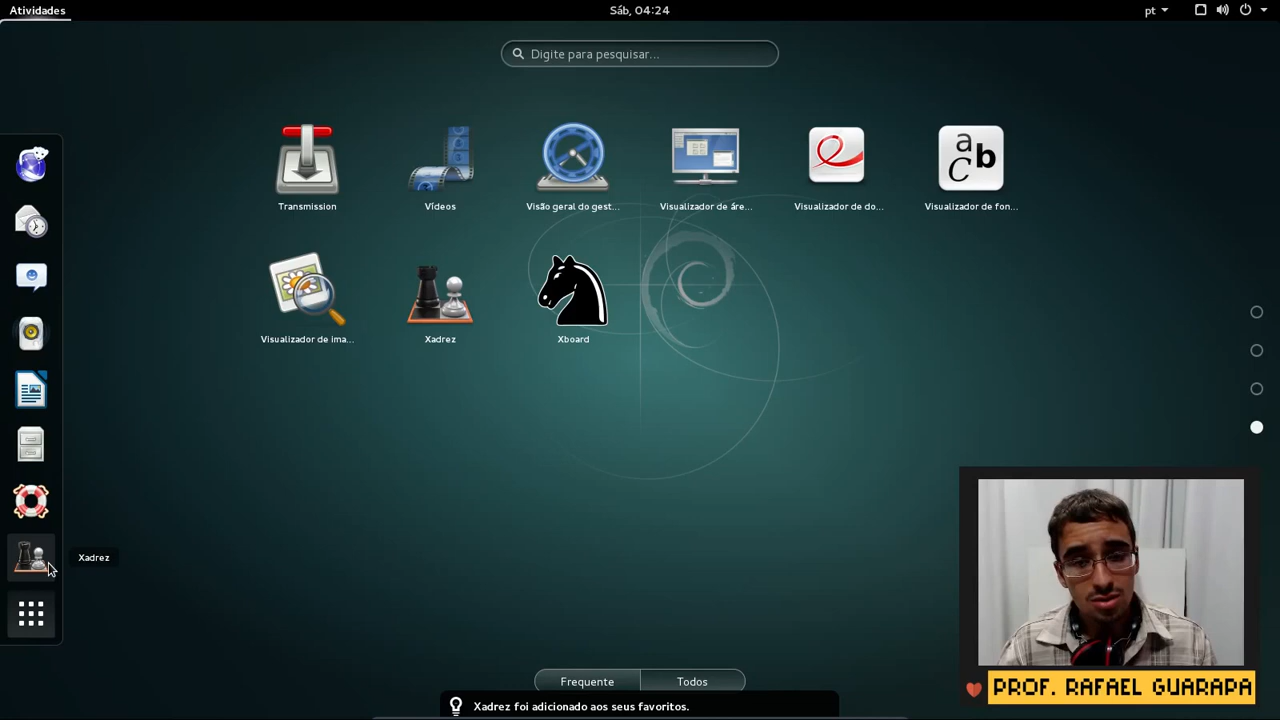 Atividades
Sáb, 04:24
pt
Digite para pesquisar...
Transmission
Vídeos
Visão geral do gest...
Visualizador de áre...
Visualizador de do...
Visualizador de fon...
a
b
C
Visualizador de ima...
Xadrez
Xboard
Xadrez
Frequente
Todos
Xadrez foi adicionado aos seus favoritos.
PROF. RAFAEL GUARAPA